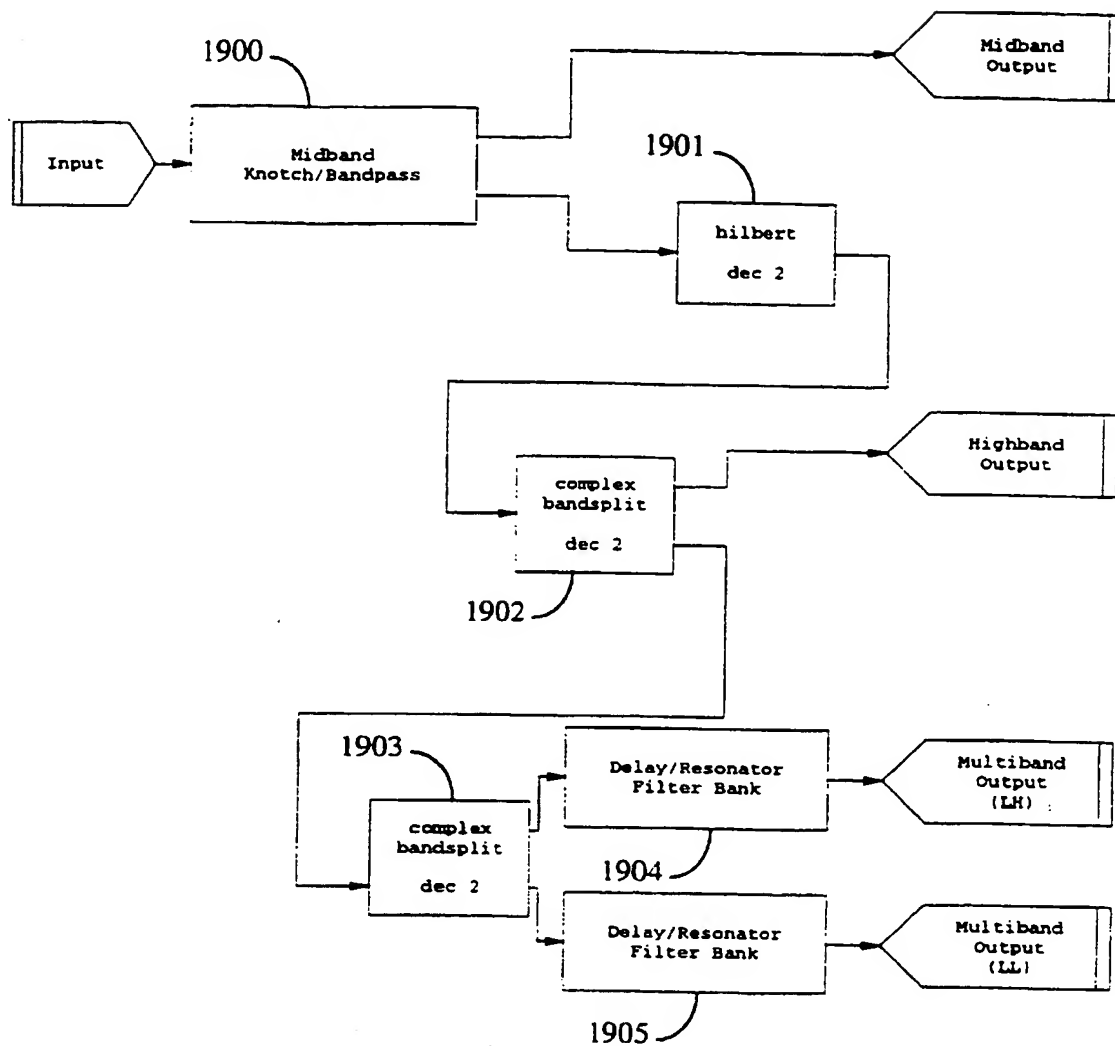 1900
Midband
Output
Input
Midband
Knotch/Bandpass
1901
hilbert
dec 2
Highband
Output
complex
bandsplit
dec 2
1902
1903
Delay/Resonator
Filter Bank
Multiband
Output
(LH)
complex
bandsplit
dec 2
1904
Delay/Resonator
Filter Bank
Multiband
Output
(LL)
1905